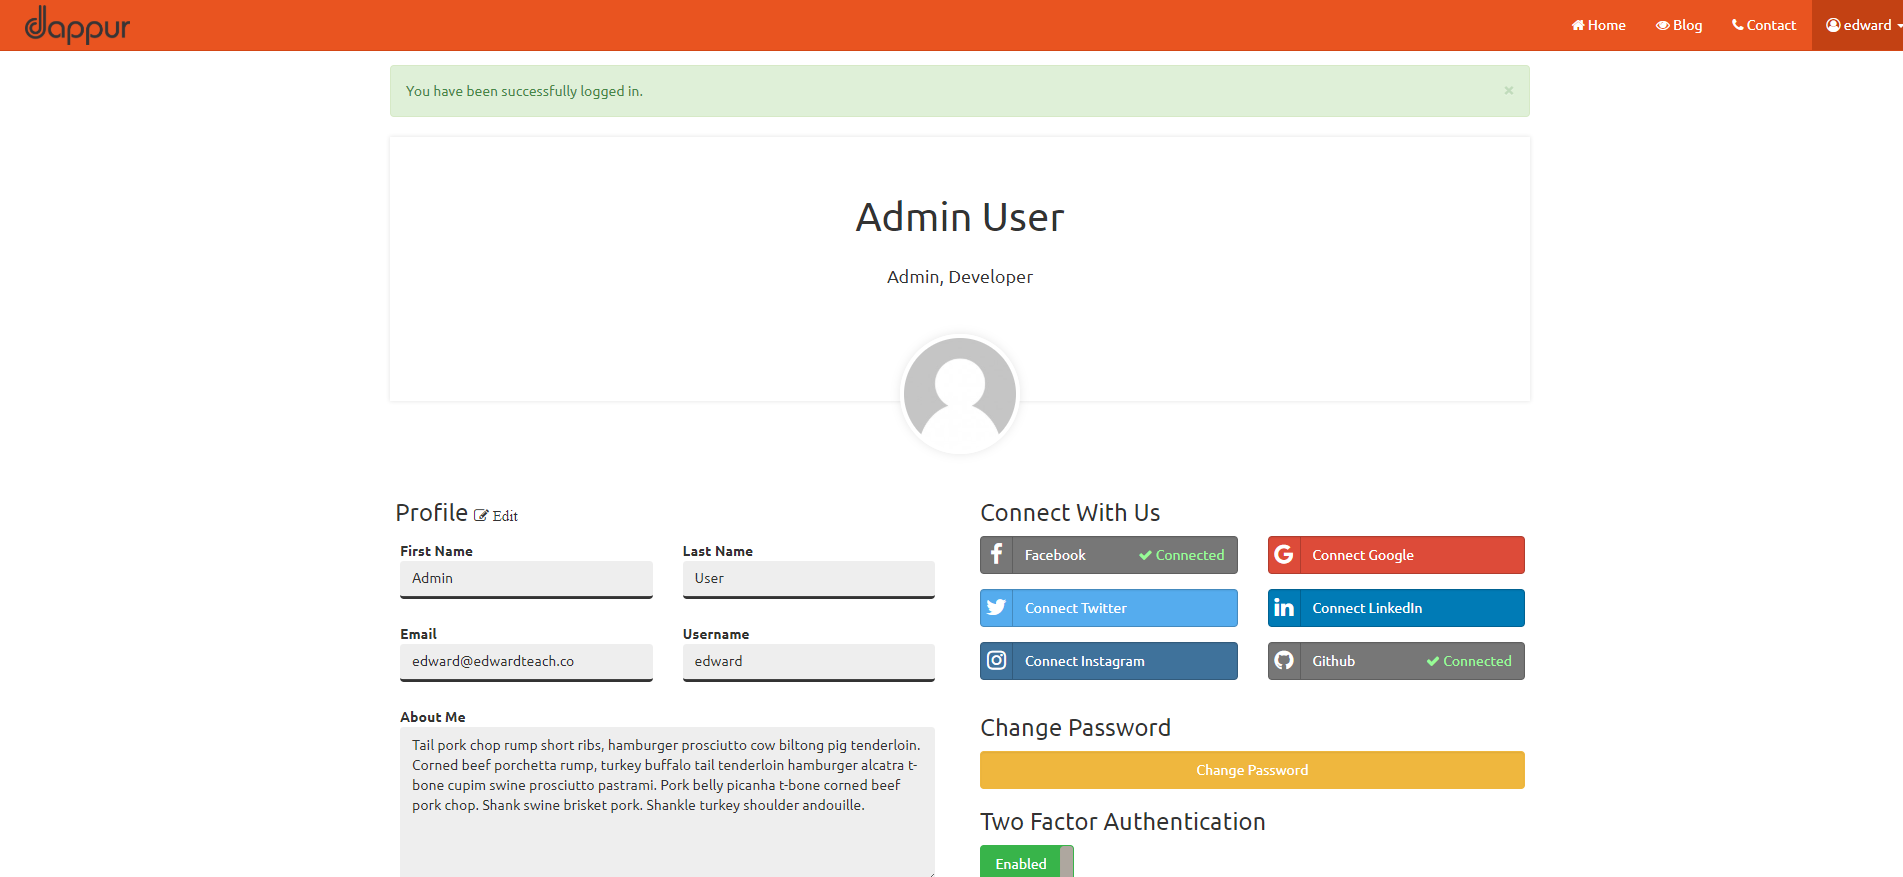 dappur
Home Blog Contact edward
You have been successfully logged in.
×
Admin User
Admin, Developer
Profile Edit
First Name
Admin
Last Name
User
Email
edward@edwardteach.co
Username
edward
About Me
Tail pork chop rump short ribs, hamburger prosciutto cow biltong pig tenderloin.
Corned beef porchetta rump, turkey buffalo tail tenderloin hamburger alcatra t-
bone cupim swine prosciutto pastrami. Pork belly picanha t-bone corned beef
pork chop. Shank swine brisket pork. Shankle turkey shoulder andouille.
Connect With Us
Facebook Connected
Connect Google
Connect Twitter
Connect LinkedIn
Connect Instagram
Github Connected
Change Password
Change Password
Two Factor Authentication
Enabled